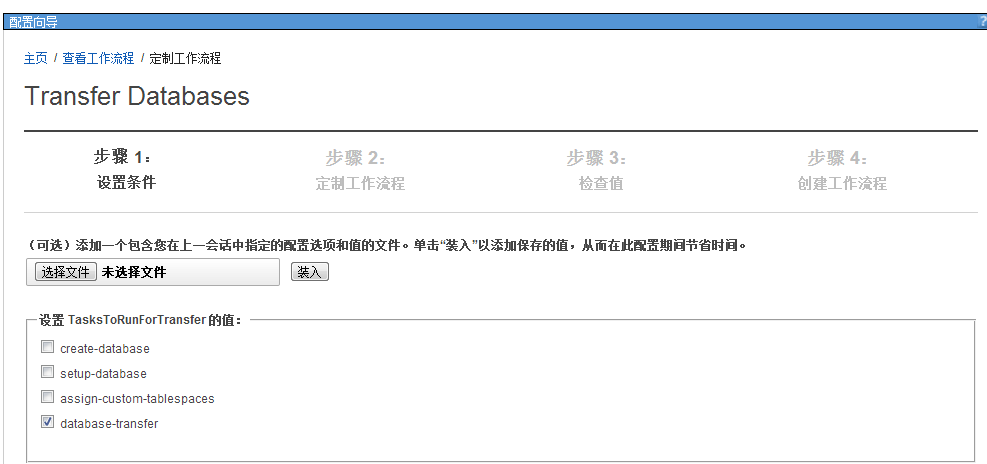 配置向导 ?
主页 / 查看工作流程 / 定制工作流程
Transfer Databases
步骤 1： 步骤 2： 步骤 3： 步骤 4：
设置条件 定制工作流程 检查值 创建工作流程
（可选）添加一个包含您在上一会话中指定的配置选项和值的文件。单击“装入”以添加保存的值，从而在此配置期间节省时间。
选择文件 未选择文件 装入
设置 TasksToRunForTransfer 的值：
create-database
setup-database
assign-custom-tablespaces
database-transfer